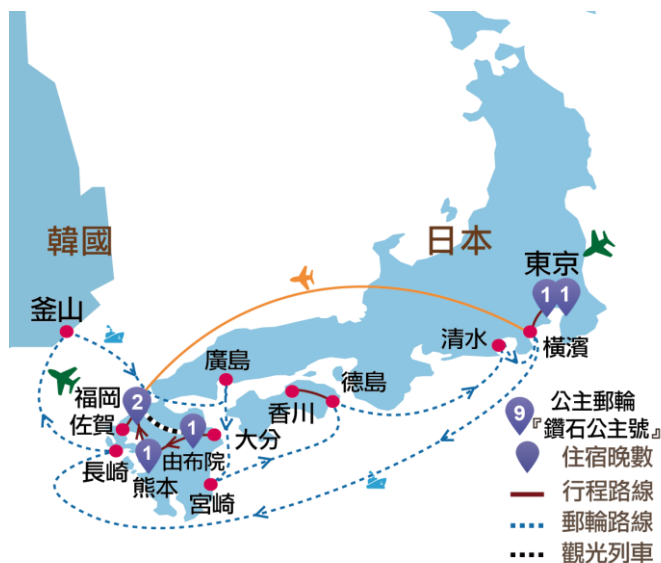 韓國
日本
東京
1
1
釜山
橫濱
清水
廣島
德島
福岡
2
香川
佐賀
1
大分
由布院
長崎
1
熊本
宮崎
9
公主郵輪
『鑽石公主號』
住宿晚數
行程路線
郵輪路線
觀光列車